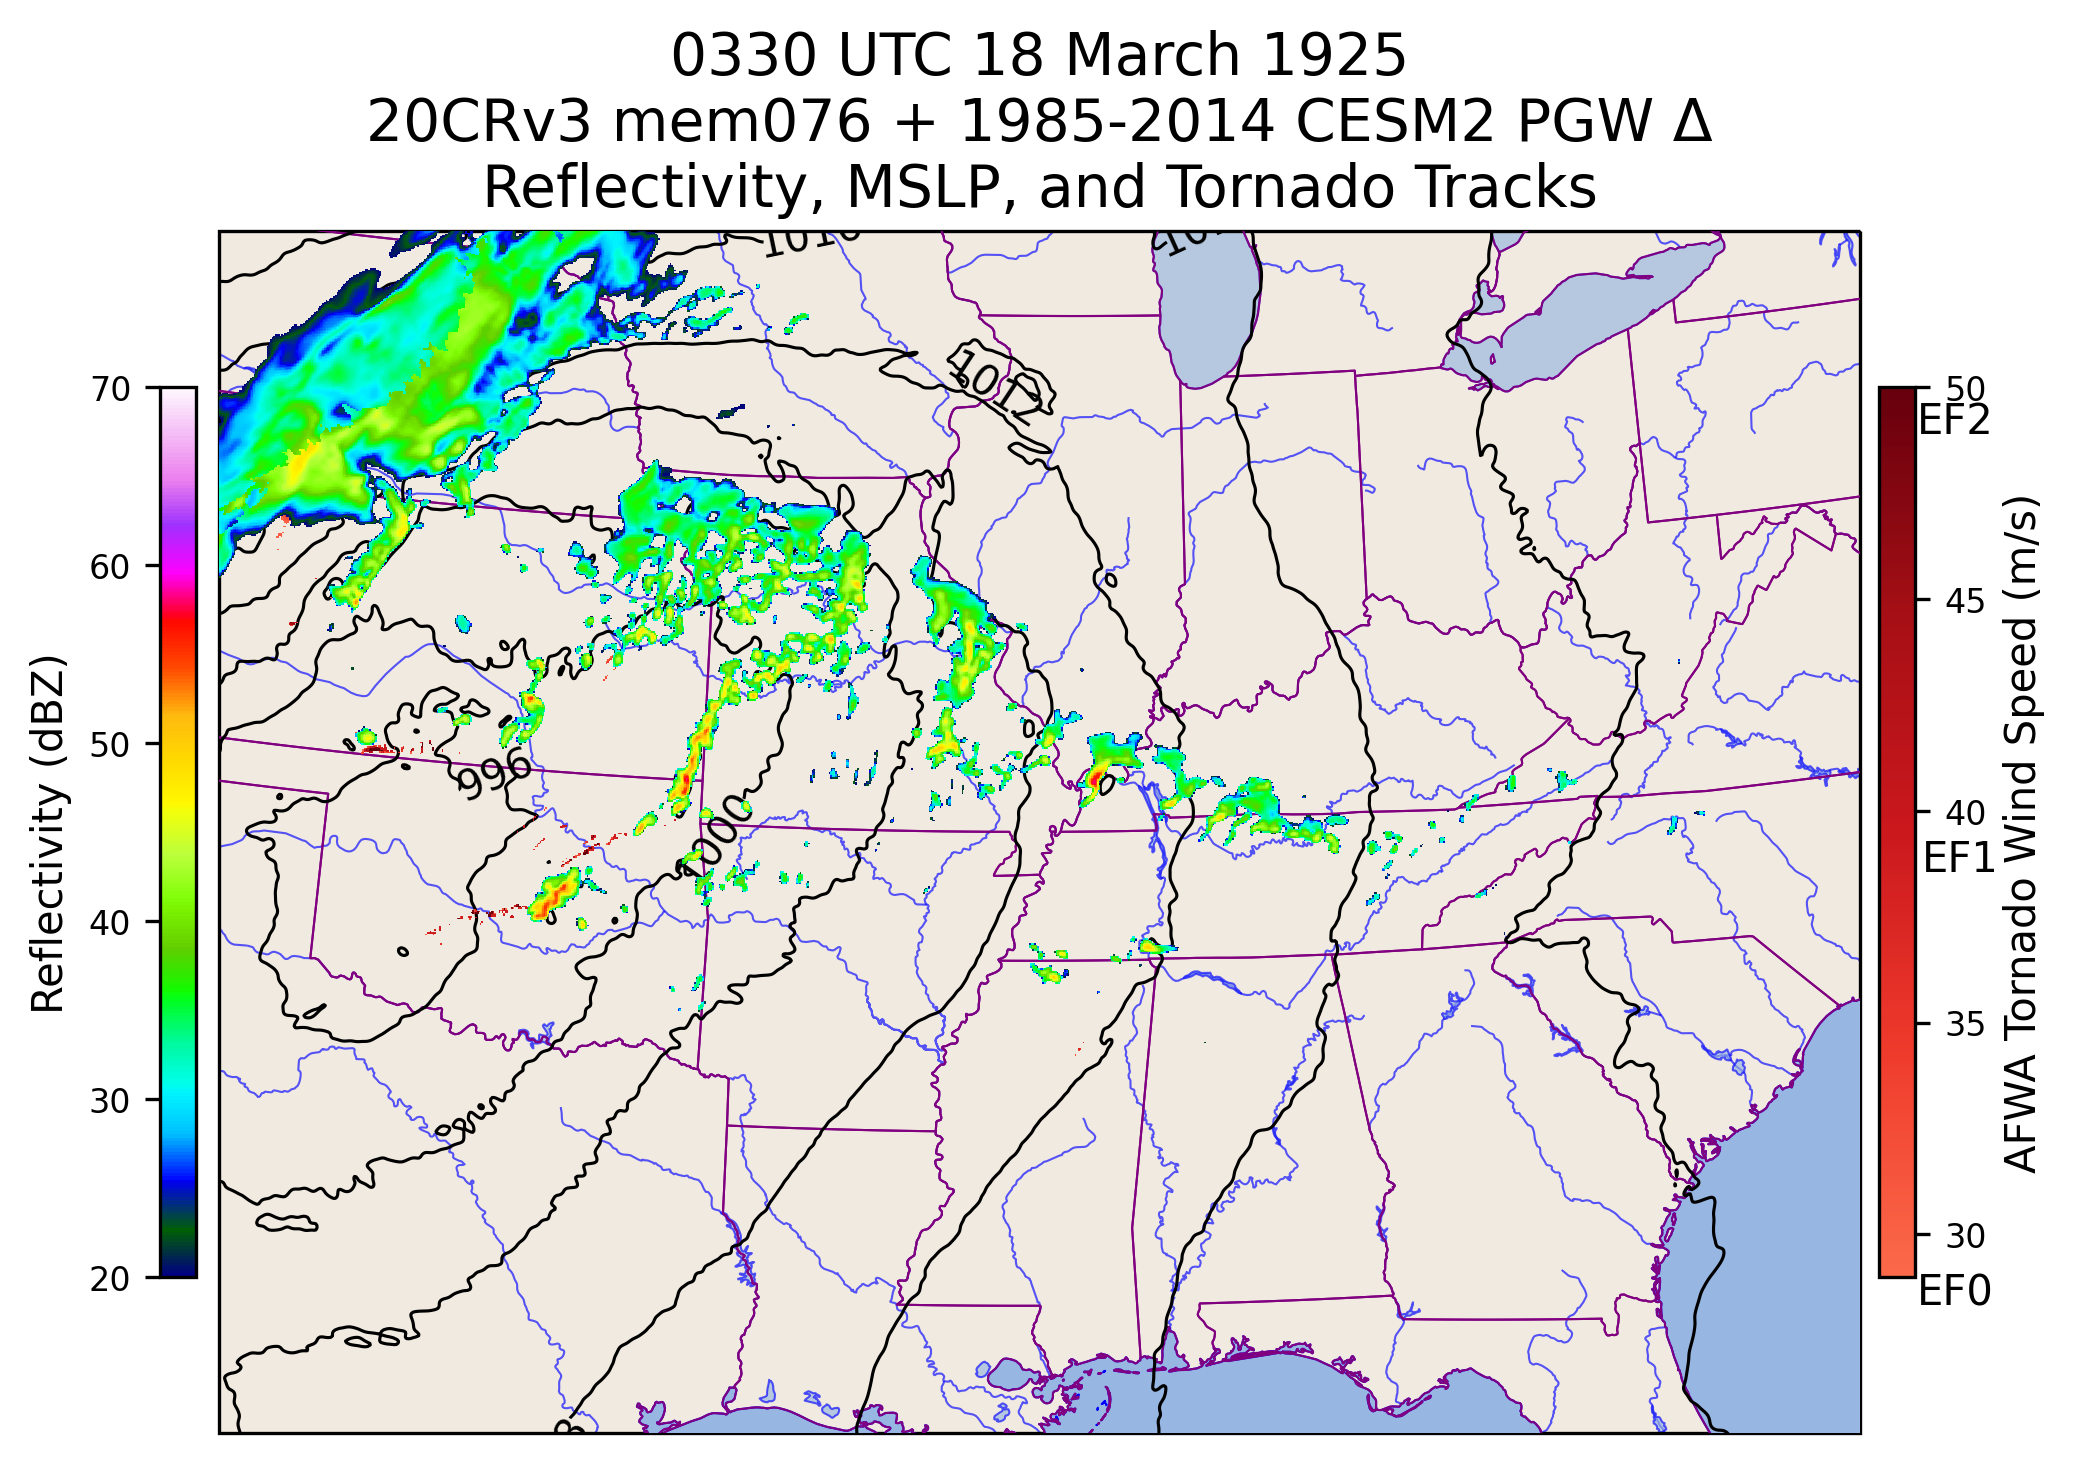 0330 UTC 18 March 1925
20CRv3 mem076 + 1985-2014 CESM2 PGW Δ
Reflectivity, MSLP, and Tornado Tracks
1012
996
1000
70
60
50
40
30
20
Reflectivity (dBZ)
50
EF2
45
40
EF1
35
30
EF0
AFWA Tornado Wind Speed (m/s)